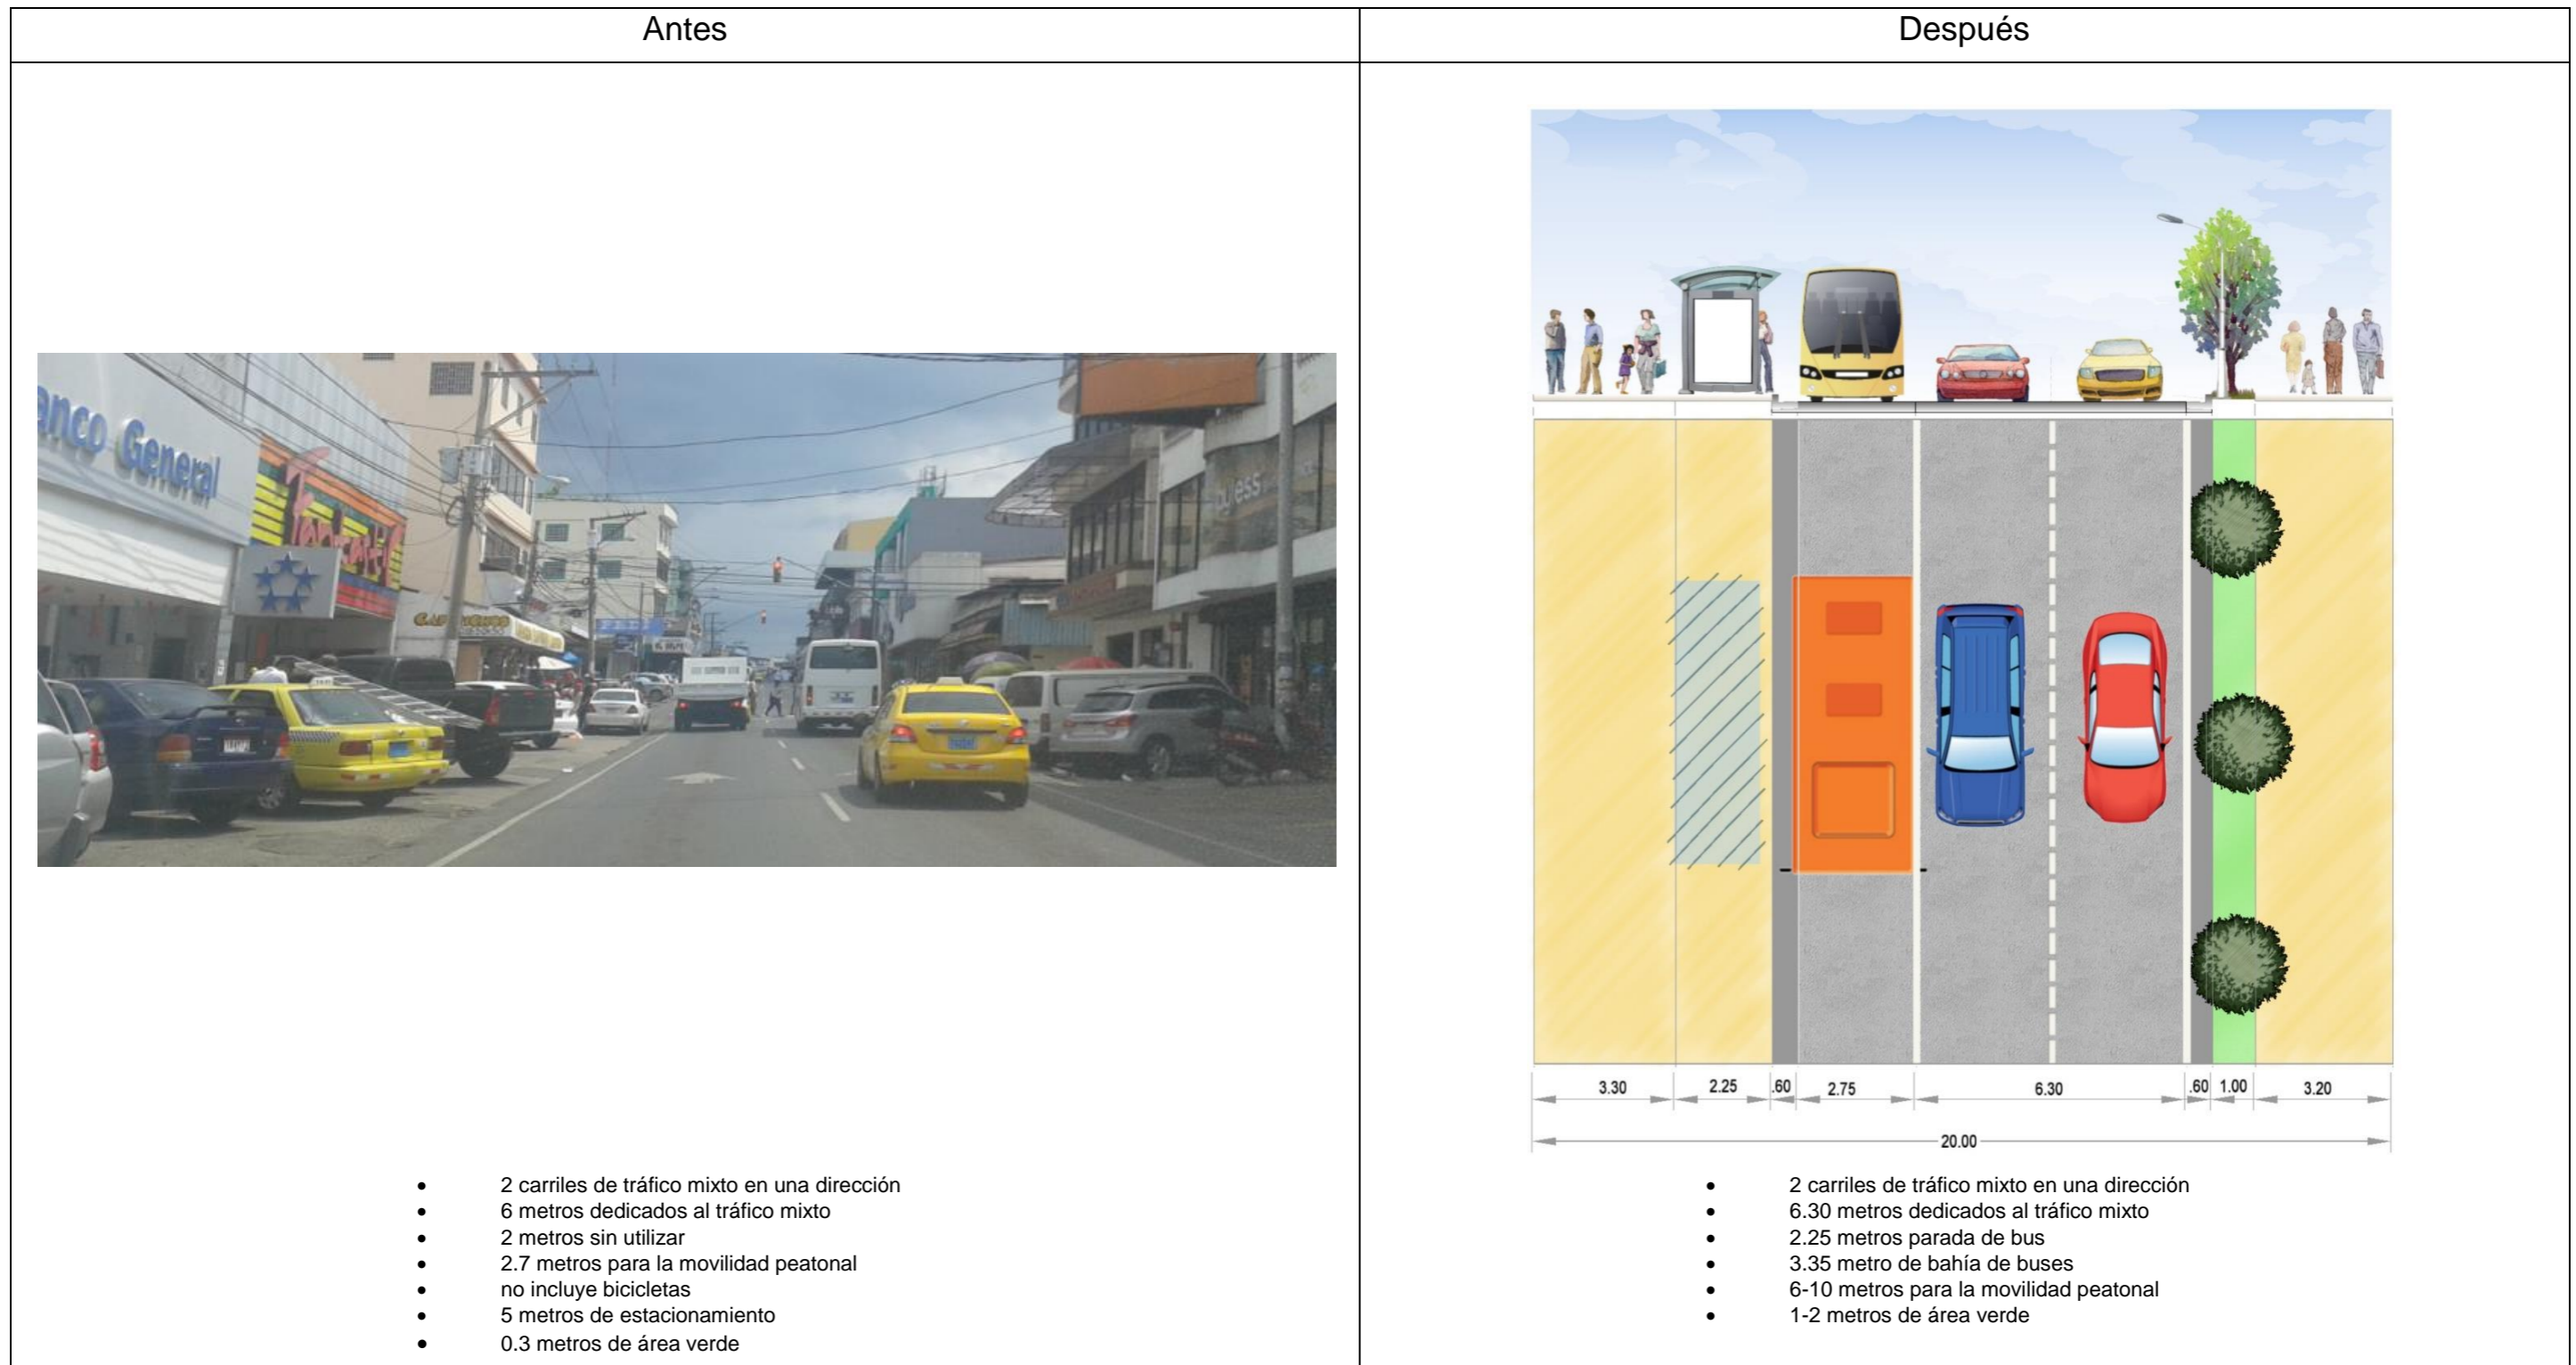 Antes
Después
anco General
2 carriles de tráfico mixto en una dirección
6 metros dedicados al tráfico mixto
2 metros sin utilizar
2.7 metros para la movilidad peatonal
no incluye bicicletas
5 metros de estacionamiento
0.3 metros de área verde
3.30 2.25 .60 2.75 6.30 .60 1.00 3.20
20.00
2 carriles de tráfico mixto en una dirección
6.30 metros dedicados al tráfico mixto
2.25 metros parada de bus
3.35 metro de bahía de buses
6-10 metros para la movilidad peatonal
1-2 metros de área verde